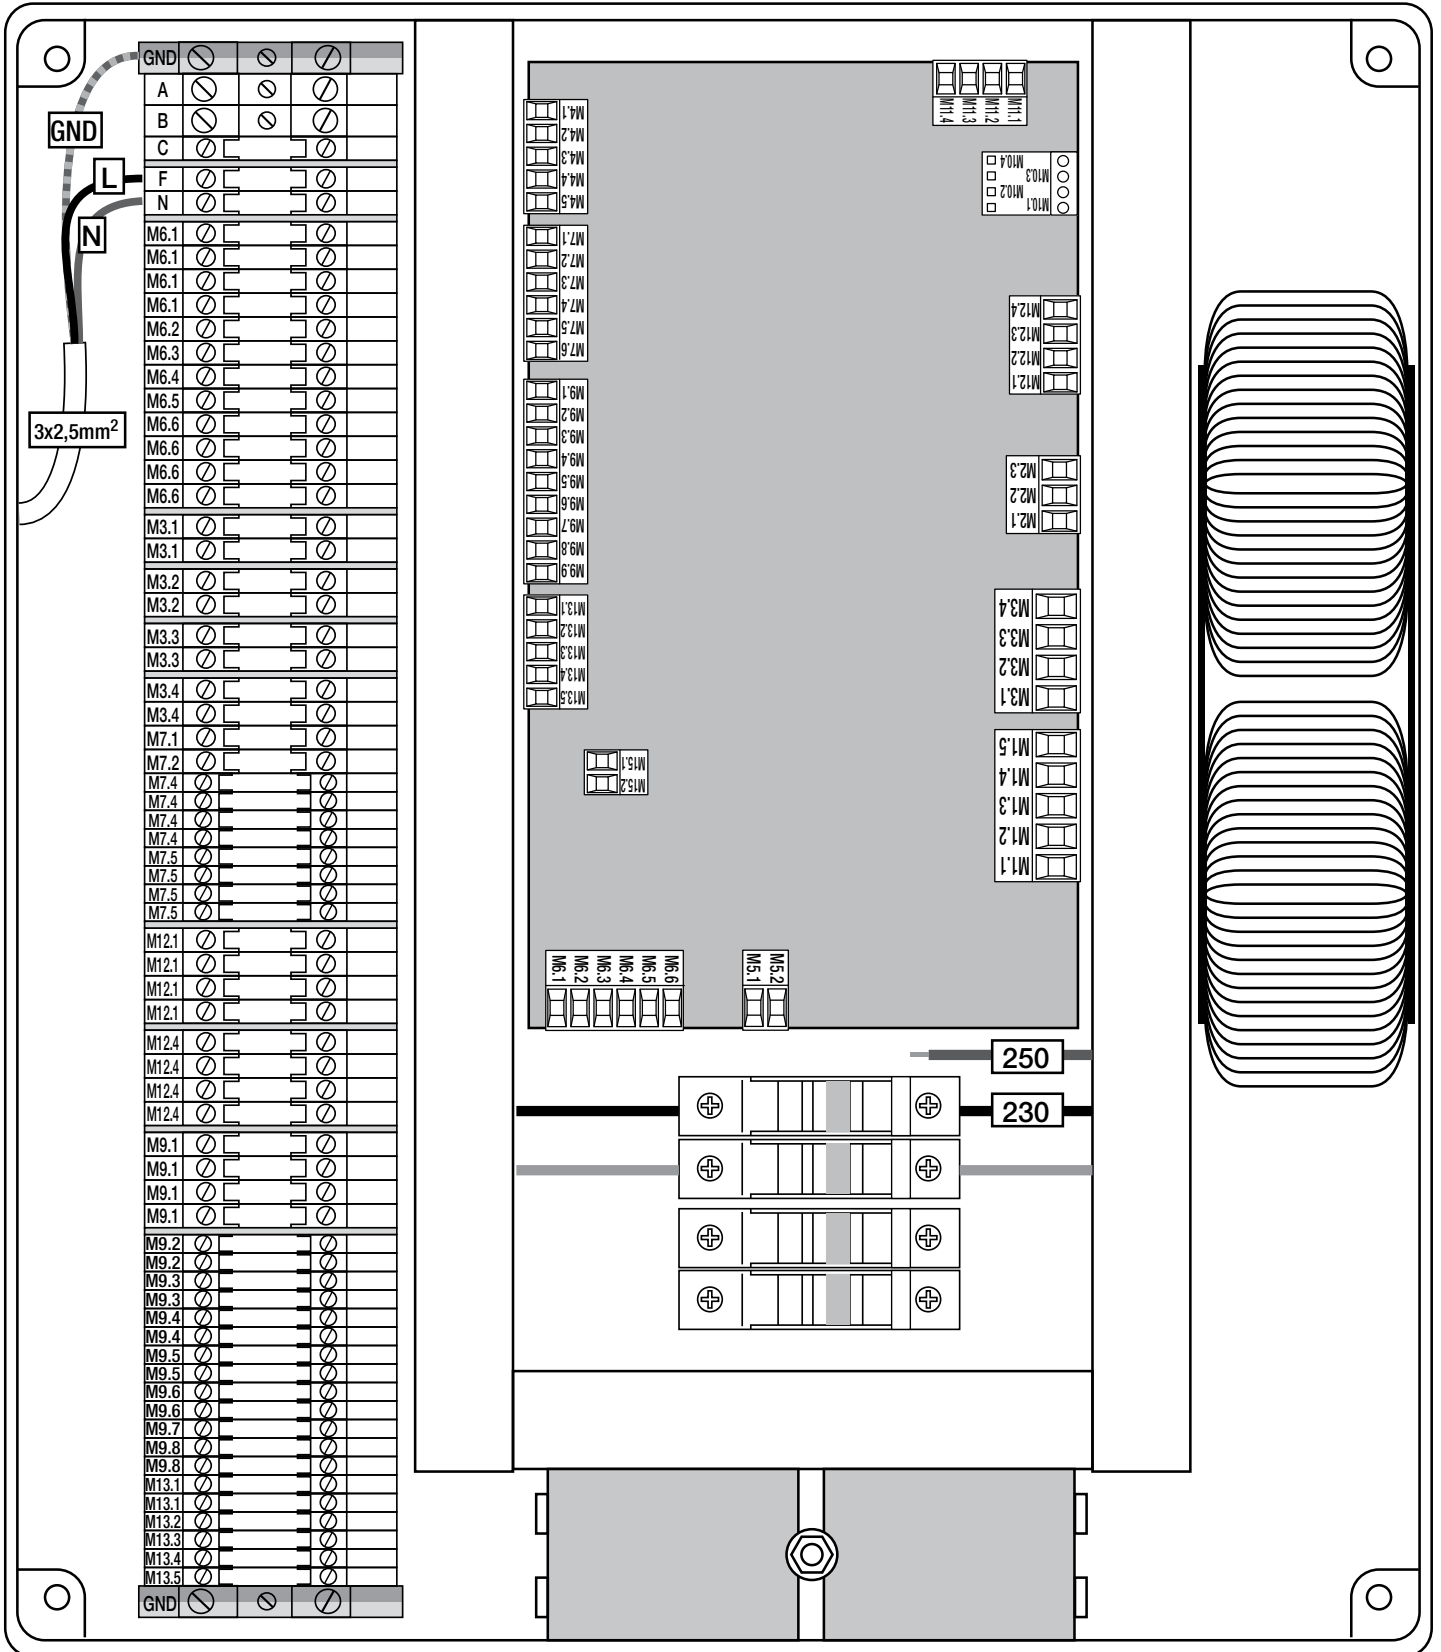 GND
A
B
C
F
N
M6.1
M6.1
M6.1
M6.1
M6.2
M6.3
M6.4
M6.5
M6.6
M6.6
M6.6
M6.6
M3.1
M3.1
M3.2
M3.2
M3.3
M3.3
M3.4
M3.4
M7.1
M7.2
M7.4
M7.4
M7.4
M7.4
M7.5
M7.5
M7.5
M7.5
M12.1
M12.1
M12.1
M12.1
M12.4
M12.4
M12.4
M12.4
M9.1
M9.1
M9.1
M9.1
M9.2
M9.2
M9.3
M9.3
M9.4
M9.4
M9.5
M9.5
M9.6
M9.6
M9.7
M9.8
M9.8
M13.1
M13.1
M13.2
M13.3
M13.4
M13.5
GND
GND
L
N
3x2,5mm²
M4.1
M4.2
M4.3
M4.4
M4.5
M7.1
M7.2
M7.3
M7.4
M7.5
M7.6
M9.1
M9.2
M9.3
M9.4
M9.5
M9.6
M9.7
M9.8
M9.9
M13.1
M13.2
M13.3
M13.4
M13.5
M15.1
M15.2
M6.1
M6.2
M6.3
M6.4
M6.5
M6.6
M5.1
M5.2
M11.4
M11.3
M11.2
M11.1
M10.4
M10.3
M10.2
M10.1
M12.4
M12.3
M12.2
M12.1
M2.3
M2.2
M2.1
M3.4
M3.3
M3.2
M3.1
M1.5
M1.4
M1.3
M1.2
M1.1
250
230